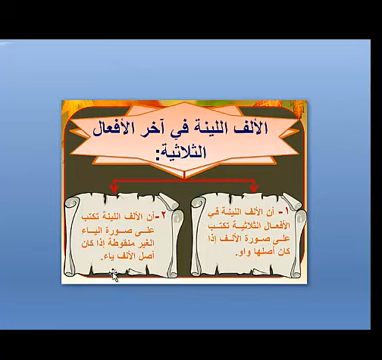 الألف اللينة في آخر الأفعال
الثلاثية:
١- أن الألف اللينة في
الأفعال الثلاثية تكتب
على صورة الألف إذا
كان أصلها واو.
٢-أن الألف اللينة تكتب
على صورة الياء
الغير منقوطة إذا كان
أصل الألف ياء.